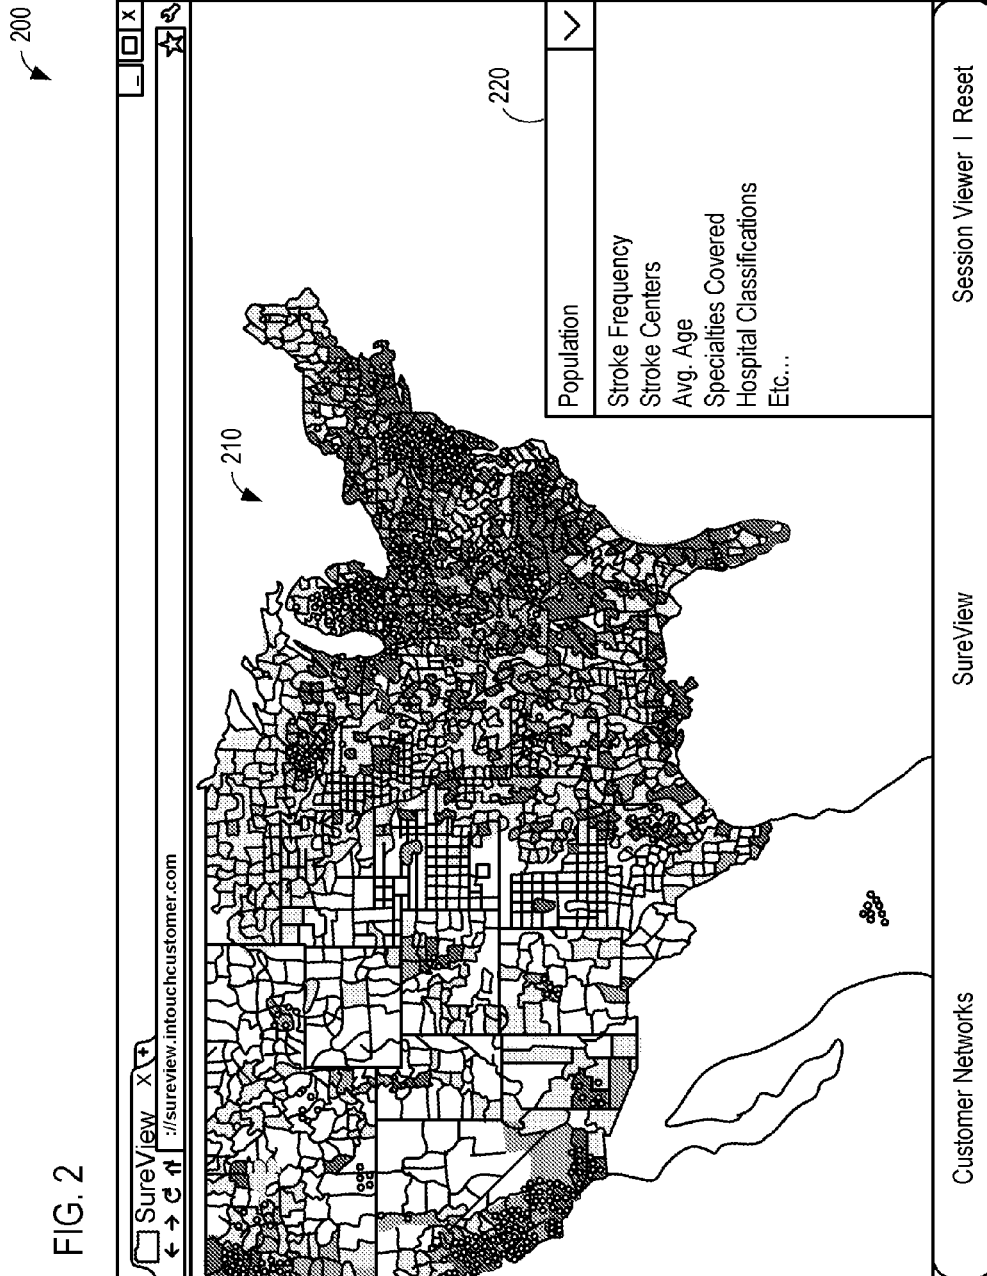 200
SureView X +
_ □ X
://sureview.intouchcustomer.com
210
220
Population
Stroke Frequency
Stroke Centers
Avg. Age
Specialties Covered
Hospital Classifications
Etc...
Customer Networks
SureView
Session Viewer | Reset
FIG. 2